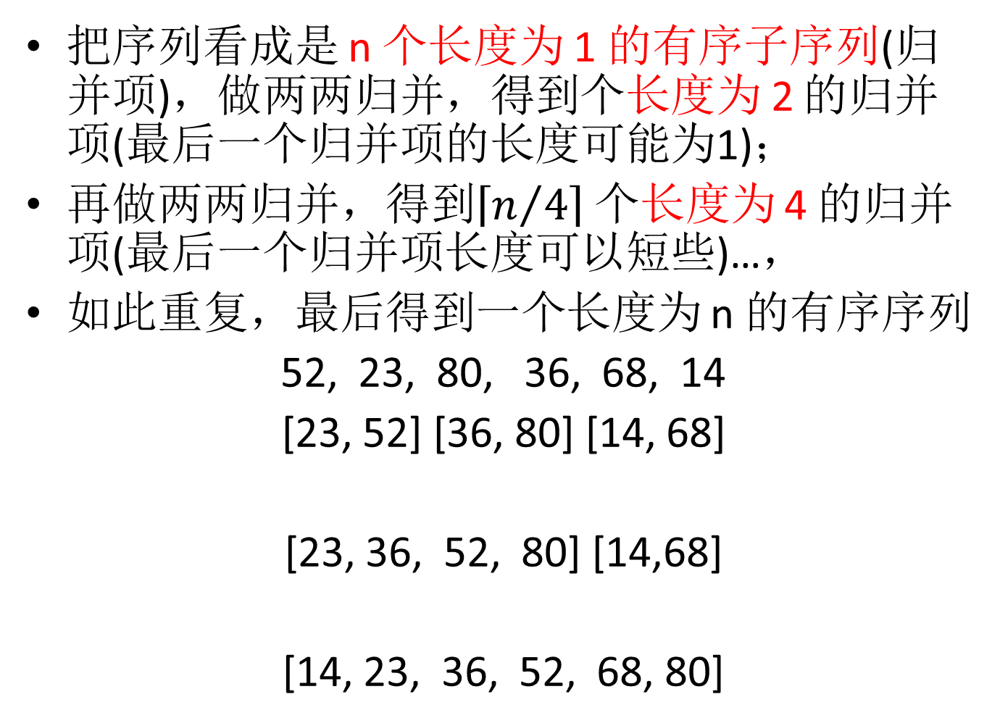 • 把序列看成是 n 个长度为 1 的有序子序列(归
并项)，做两两归并，得到个长度为 2 的归并
项(最后一个归并项的长度可能为1)；
• 再做两两归并，得到⌈n/4⌉ 个长度为 4 的归并
项(最后一个归并项长度可以短些)…，
• 如此重复，最后得到一个长度为 n 的有序序列
52, 23, 80, 36, 68, 14
[23, 52] [36, 80] [14, 68]
[23, 36, 52, 80] [14,68]
[14, 23, 36, 52, 68, 80]